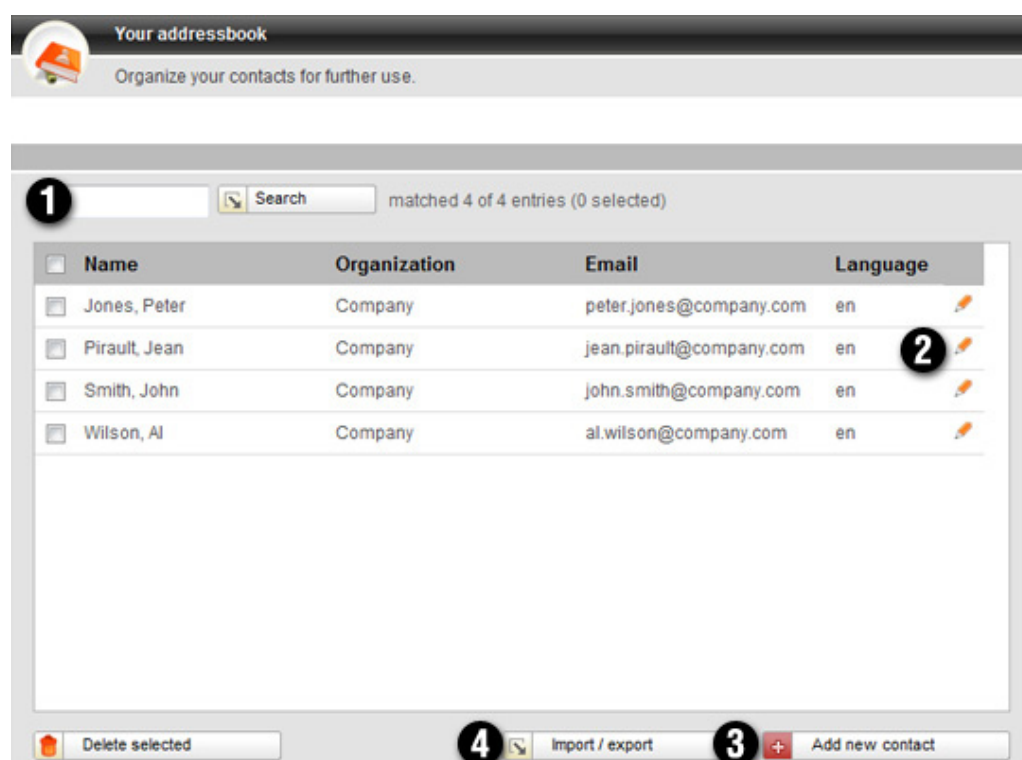 Your addressbook
Organize your contacts for further use.
1 Search matched 4 of 4 entries (0 selected)
Name Organization Email Language
Jones, Peter Company peter.jones@company.com en
Pirault, Jean Company jean.pirault@company.com en 2
Smith, John Company john.smith@company.com en
Wilson, Al Company al.wilson@company.com en
Delete selected 4 Import / export 3 Add new contact